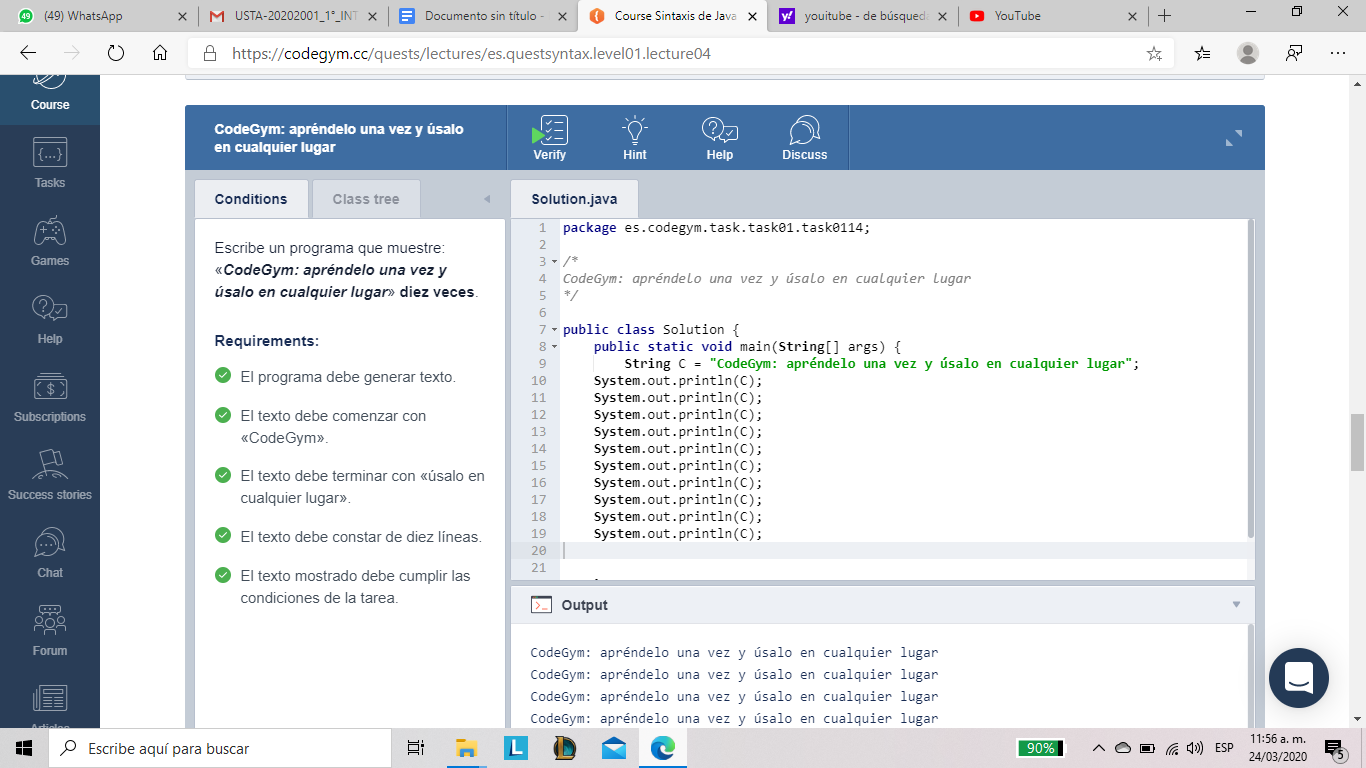 (49) WhatsApp
USTA-20202001_1°_INT
Documento sin título -
Course Sintaxis de Java
youitube - de búsqued
YouTube
https://codegym.cc/quests/lectures/es.questsyntax.level01.lecture04
Course
Tasks
Games
Help
Subscriptions
Success stories
Chat
Forum
Articles
CodeGym: apréndelo una vez y úsalo
en cualquier lugar
Verify
Hint
Help
Discuss
Conditions
Class tree
Escribe un programa que muestre:
«CodeGym: apréndelo una vez y
úsalo en cualquier lugar» diez veces.
Requirements:
El programa debe generar texto.
El texto debe comenzar con
«CodeGym».
El texto debe terminar con «úsalo en
cualquier lugar».
El texto debe constar de diez líneas.
El texto mostrado debe cumplir las
condiciones de la tarea.
Solution.java
1 package es.codegym.task.task01.task0114;
2
3 /*
4 CodeGym: apréndelo una vez y úsalo en cualquier lugar
5 */
6
7 public class Solution {
8 public static void main(String[] args) {
9 String C = "CodeGym: apréndelo una vez y úsalo en cualquier lugar";
10 System.out.println(C);
11 System.out.println(C);
12 System.out.println(C);
13 System.out.println(C);
14 System.out.println(C);
15 System.out.println(C);
16 System.out.println(C);
17 System.out.println(C);
18 System.out.println(C);
19 System.out.println(C);
20
21
Output
CodeGym: apréndelo una vez y úsalo en cualquier lugar
CodeGym: apréndelo una vez y úsalo en cualquier lugar
CodeGym: apréndelo una vez y úsalo en cualquier lugar
CodeGym: apréndelo una vez y úsalo en cualquier lugar
Escribe aquí para buscar
90%
ESP
11:56 a. m.
24/03/2020
5